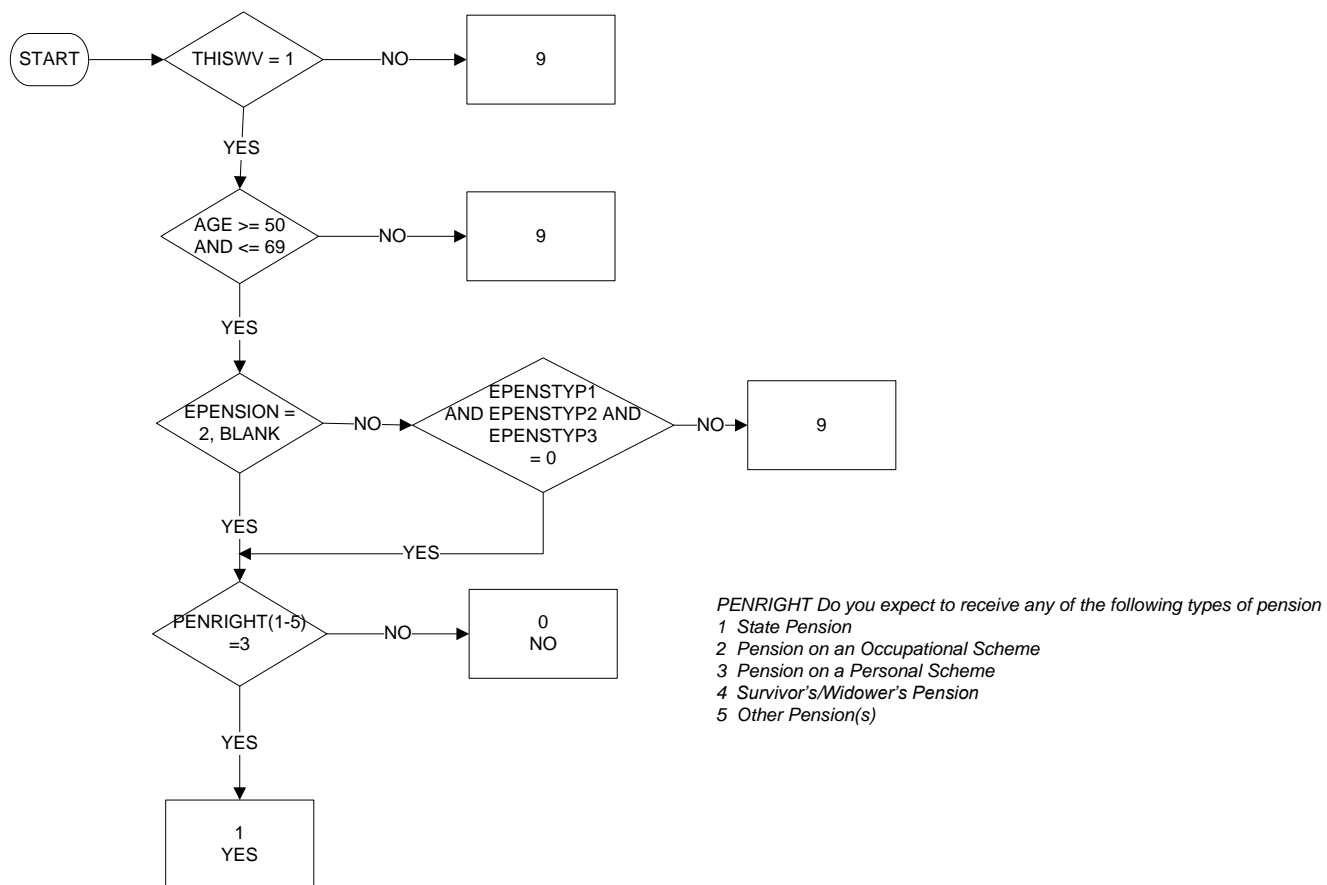 START
THISWV = 1
NO
9
YES
AGE >= 50
AND <= 69
NO
9
YES
EPENSION =
2, BLANK
NO
EPENSTYP1
AND EPENSTYP2 AND
EPENSTYP3
= 0
NO
9
YES
YES
PENRIGHT(1-5)
=3
NO
0
NO
YES
1
YES
PENRIGHT Do you expect to receive any of the following types of pension
1 State Pension
2 Pension on an Occupational Scheme
3 Pension on a Personal Scheme
4 Survivor's/Widower's Pension
5 Other Pension(s)